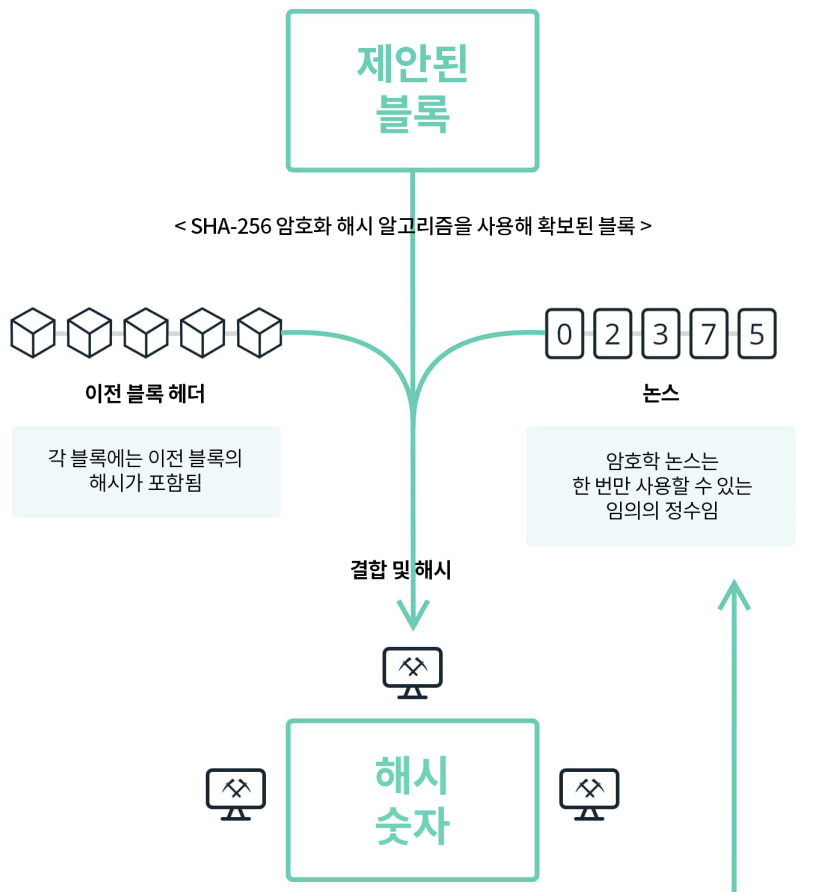 제안된
블록
< SHA-256 암호화 해시 알고리즘을 사용해 확보된 블록 >
0 2 3 7 5
이전 블록 헤더
논스
각 블록에는 이전 블록의
해시가 포함됨
암호학 논스는
한 번만 사용할 수 있는
임의의 정수임
결합 및 해시
해시
숫자